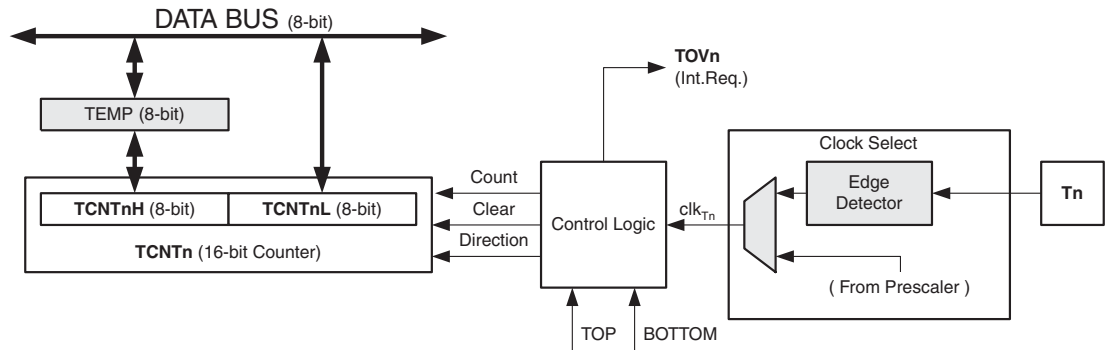 DATA BUS (8-bit)
TOVn
(Int.Req.)
TEMP (8-bit)
Clock Select
Count
Edge
Detector
Tn
TCNTnH (8-bit)
TCNTnL (8-bit)
Clear
Control Logic
clkTn
Direction
TCNTn (16-bit Counter)
( From Prescaler )
TOP
BOTTOM